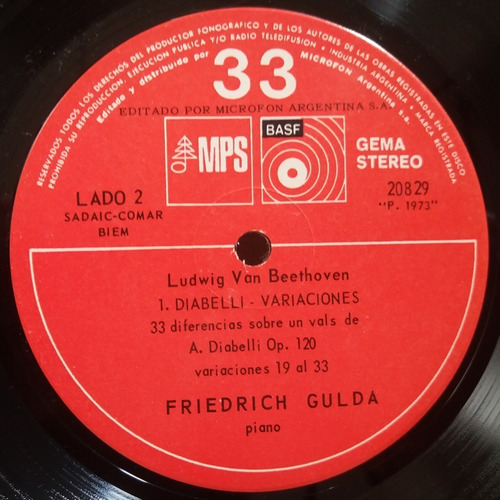 RESERVADOS TODOS LOS DERECHOS DEL PRODUCTOR FONOGRAFICO Y DE LOS AUTORES DE LAS OBRAS REGISTRADAS EN ESTE DISCO
PROHIBIDA SU REPRODUCCION, EJECUCION PUBLICA Y/O RADIO TELEDIFUSION • INDUSTRIA ARGENTINA • MARCA REGISTRADA
Editado y distribuido por MICROFON ARGENTINA S.A.
33
EDITADO POR MICROFON ARGENTINA S.A.
MPS
BASF
GEMA
STEREO
LADO 2
SADAIC-COMAR
BIEM
20829
"P. 1973"
Ludwig Van Beethoven
1. DIABELLI - VARIACIONES
33 diferencias sobre un vals de
A. Diabelli Op. 120
variaciones 19 al 33
FRIEDRICH GULDA
piano